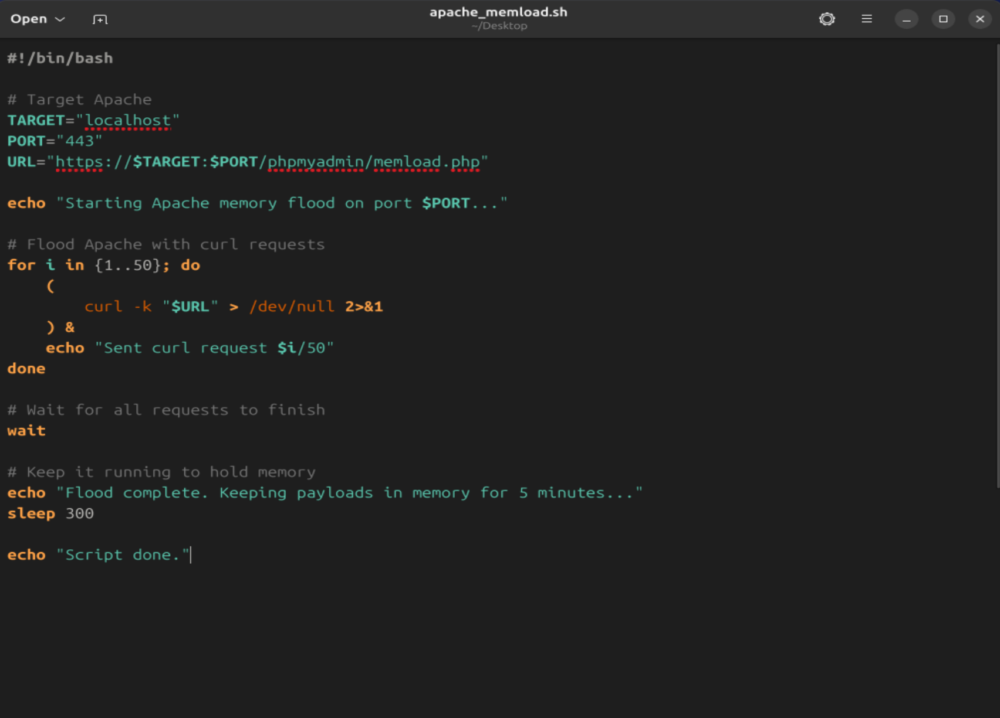 Open
apache_memload.sh
~/Desktop
#!/bin/bash
# Target Apache
TARGET="localhost"
PORT="443"
URL="https://$TARGET:$PORT/phpmyadmin/memload.php"
echo "Starting Apache memory flood on port $PORT..."
# Flood Apache with curl requests
for i in {1..50}; do
    (
        curl -k "$URL" > /dev/null 2>&1
    ) &
    echo "Sent curl request $i/50"
done
# Wait for all requests to finish
wait
# Keep it running to hold memory
echo "Flood complete. Keeping payloads in memory for 5 minutes..."
sleep 300
echo "Script done."